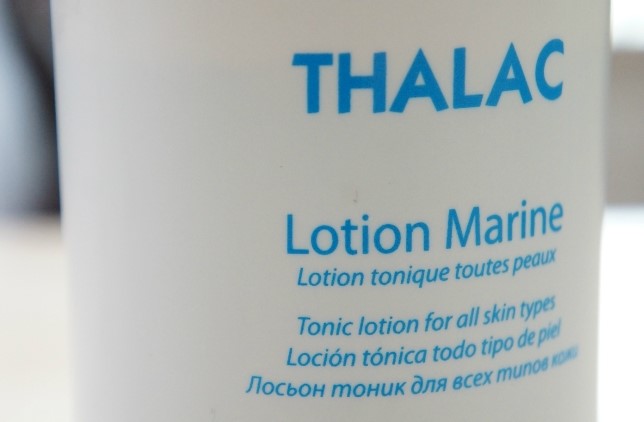 THALAC
Lotion Marine
Lotion tonique toutes peaux
Tonic lotion for all skin types
Loción tónica todo tipo de piel
Лосьон тоник для всех типов кожи